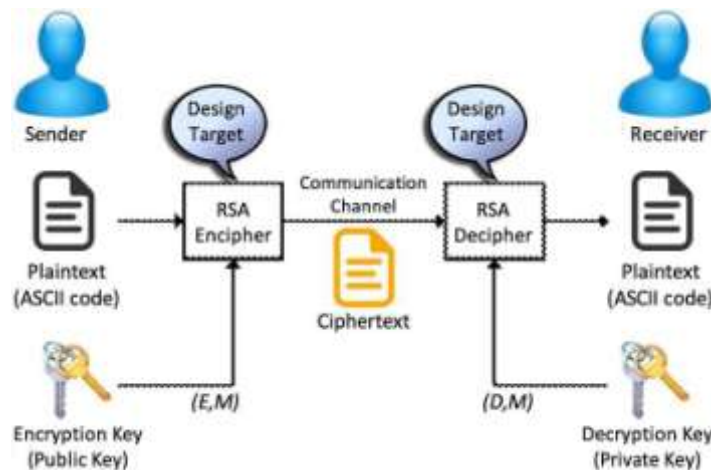 Sender
Design
Target
Design
Target
Receiver
Plaintext
(ASCII code)
RSA
Encipher
Communication
Channel
Ciphertext
RSA
Decipher
Plaintext
(ASCII code)
Encryption Key
(Public Key)
(E,M)
(D,M)
Decryption Key
(Private Key)